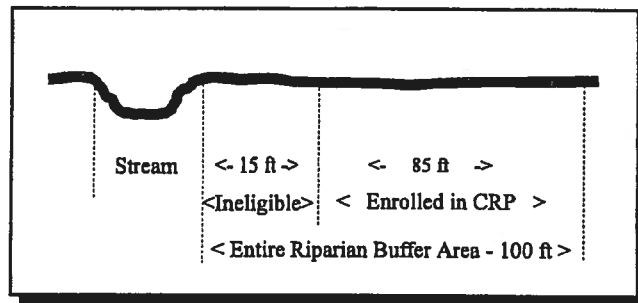 Stream <- 15 ft -> <- 85 ft ->
<Ineligible> < Enrolled in CRP >
< Entire Riparian Buffer Area - 100 ft >